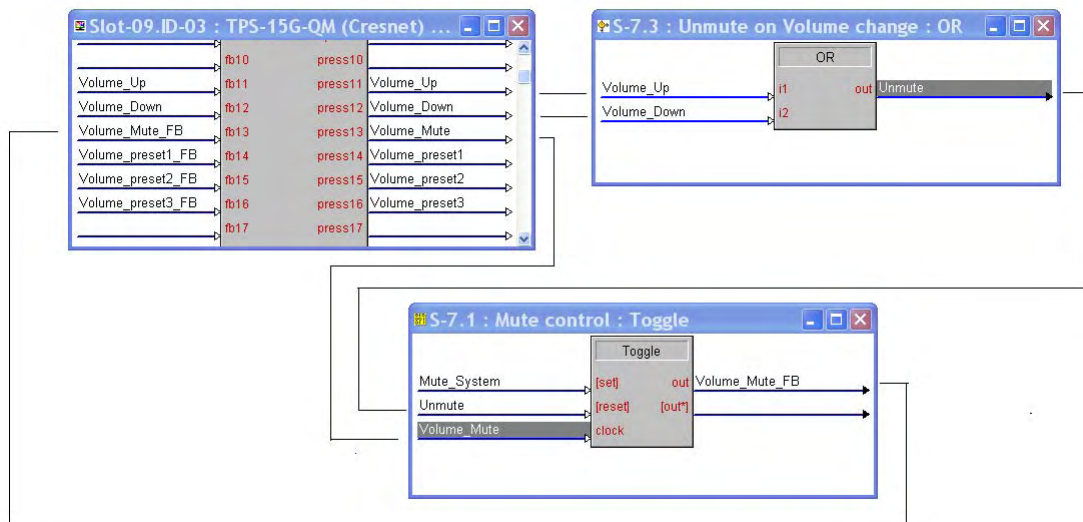 Slot-09.ID-03 : TPS-15G-QM (Cresnet) ...
fb10 press10
Volume_Up fb11 press11 Volume_Up
Volume_Down fb12 press12 Volume_Down
Volume_Mute_FB fb13 press13 Volume_Mute
Volume_preset1_FB fb14 press14 Volume_preset1
Volume_preset2_FB fb15 press15 Volume_preset2
Volume_preset3_FB fb16 press16 Volume_preset3
fb17 press17
S-7.3 : Unmute on Volume change : OR
OR
Volume_Up i1 out Unmute
Volume_Down i2
S-7.1 : Mute control : Toggle
Toggle
Mute_System [set] out Volume_Mute_FB
Unmute [reset] [out*]
Volume_Mute clock